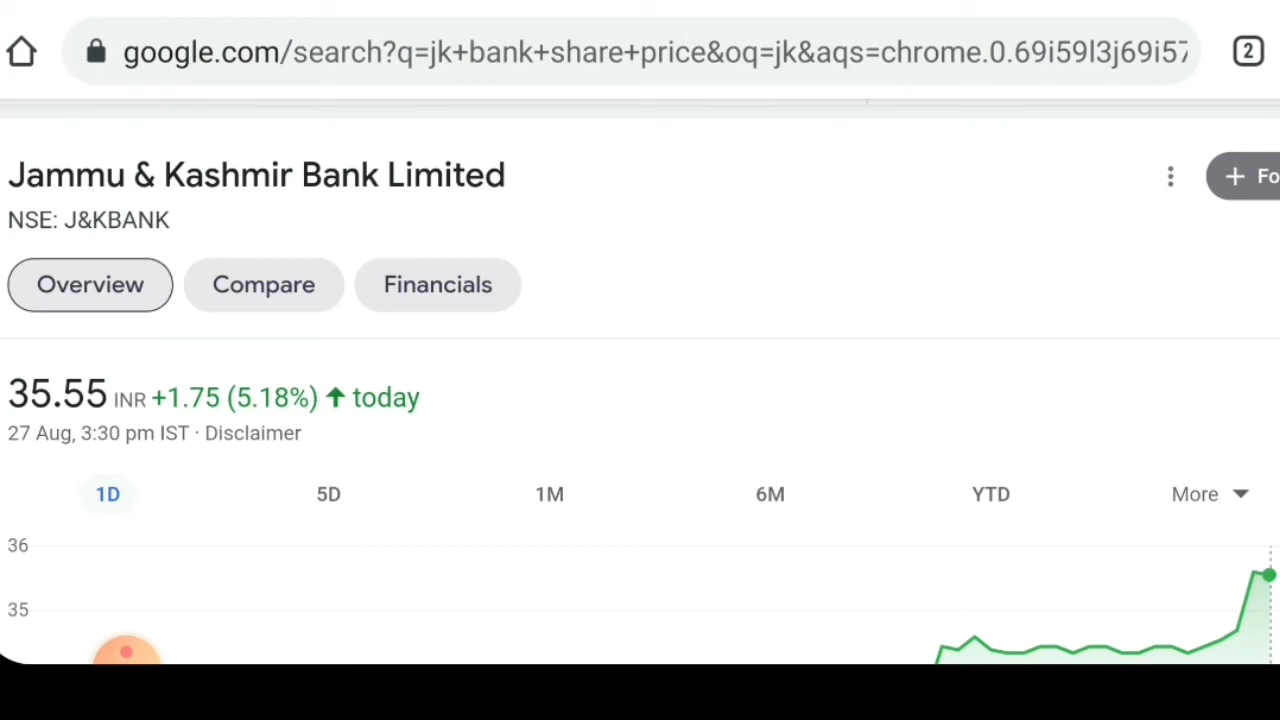 google.com/search?q=jk+bank+share+price&oq=jk&aqs=chrome.0.69i59l3j69i57
2
Jammu & Kashmir Bank Limited
+ Fo
NSE: J&KBANK
Overview Compare Financials
35.55 INR +1.75 (5.18%) ↑ today
27 Aug, 3:30 pm IST · Disclaimer
1D 5D 1M 6M YTD More
36
35